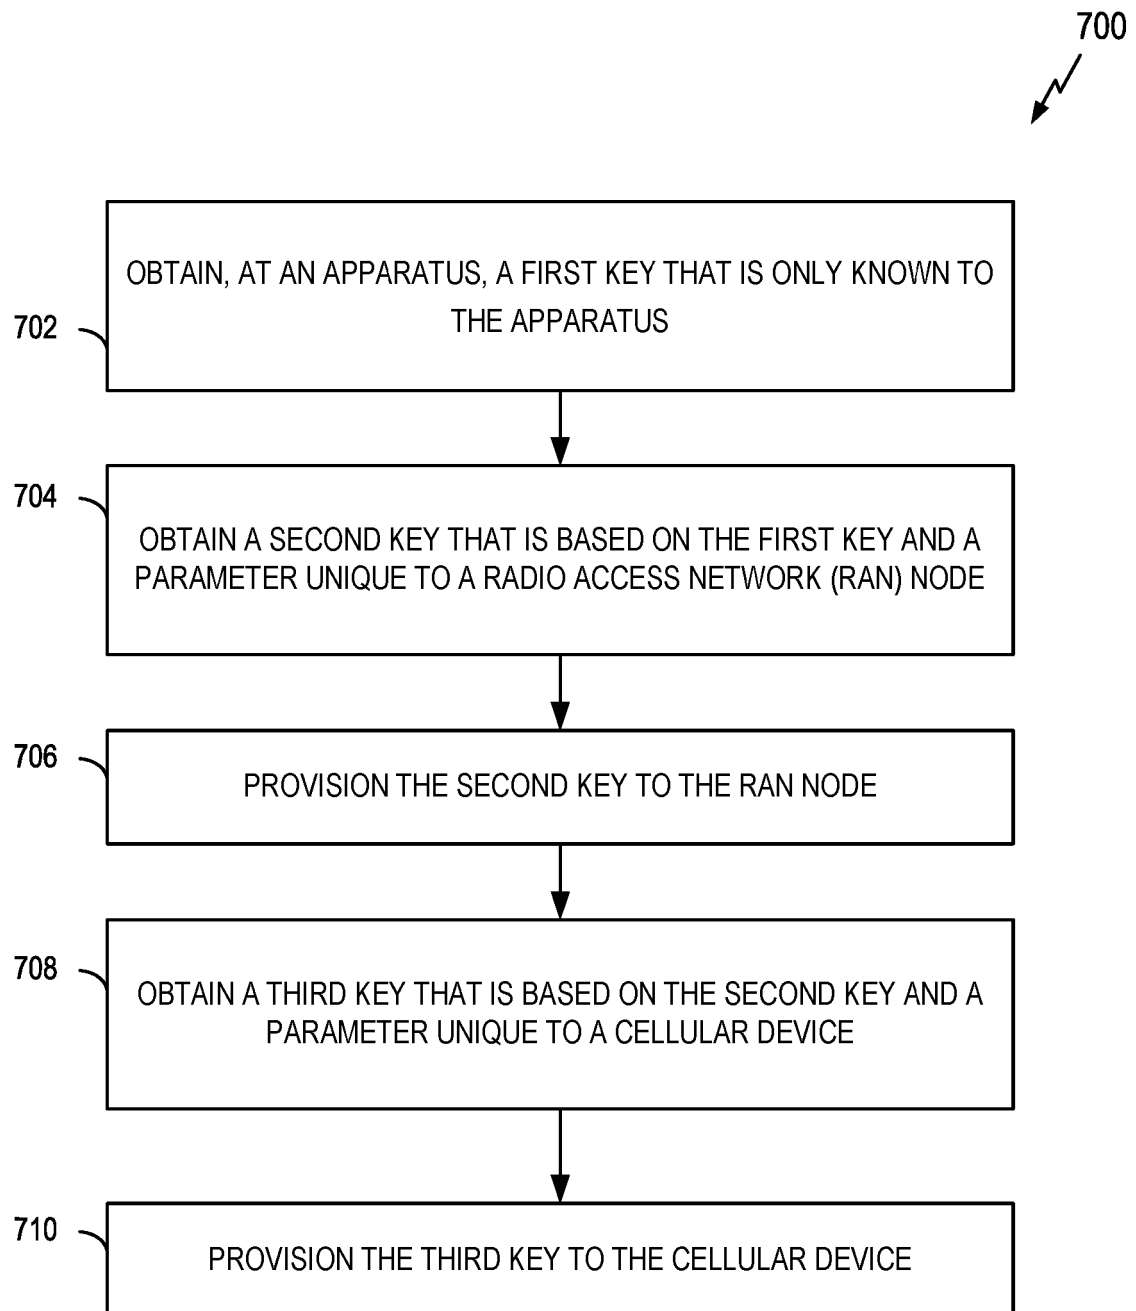 700
OBTAIN, AT AN APPARATUS, A FIRST KEY THAT IS ONLY KNOWN TO
THE APPARATUS
702
704
OBTAIN A SECOND KEY THAT IS BASED ON THE FIRST KEY AND A
PARAMETER UNIQUE TO A RADIO ACCESS NETWORK (RAN) NODE
706
PROVISION THE SECOND KEY TO THE RAN NODE
708
OBTAIN A THIRD KEY THAT IS BASED ON THE SECOND KEY AND A
PARAMETER UNIQUE TO A CELLULAR DEVICE
710
PROVISION THE THIRD KEY TO THE CELLULAR DEVICE